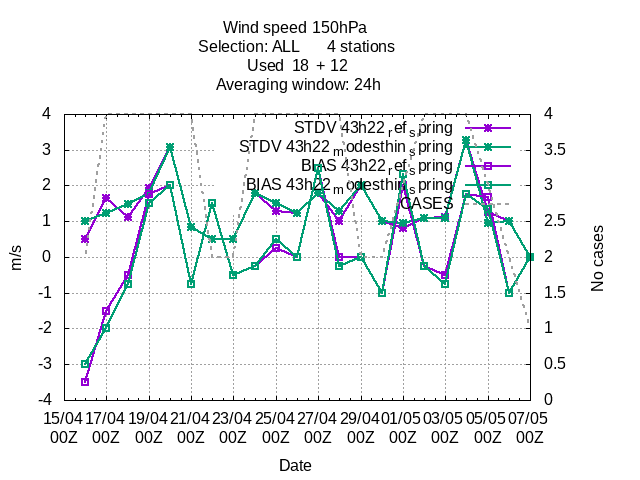 Wind speed 150hPa
Selection: ALL 4 stations
Used 18 + 12
Averaging window: 24h
STDV 43h22_ref_spring
STDV 43h22_modesthin_spring
BIAS 43h22_ref_spring
BIAS 43h22_modesthin_spring
CASES
4
3
2
1
0
-1
-2
-3
-4
m/s
4
3.5
3
2.5
2
1.5
1
0.5
0
No cases
15/04 17/04 19/04 21/04 23/04 25/04 27/04 29/04 01/05 03/05 05/05 07/05
00Z 00Z 00Z 00Z 00Z 00Z 00Z 00Z 00Z 00Z 00Z 00Z
Date